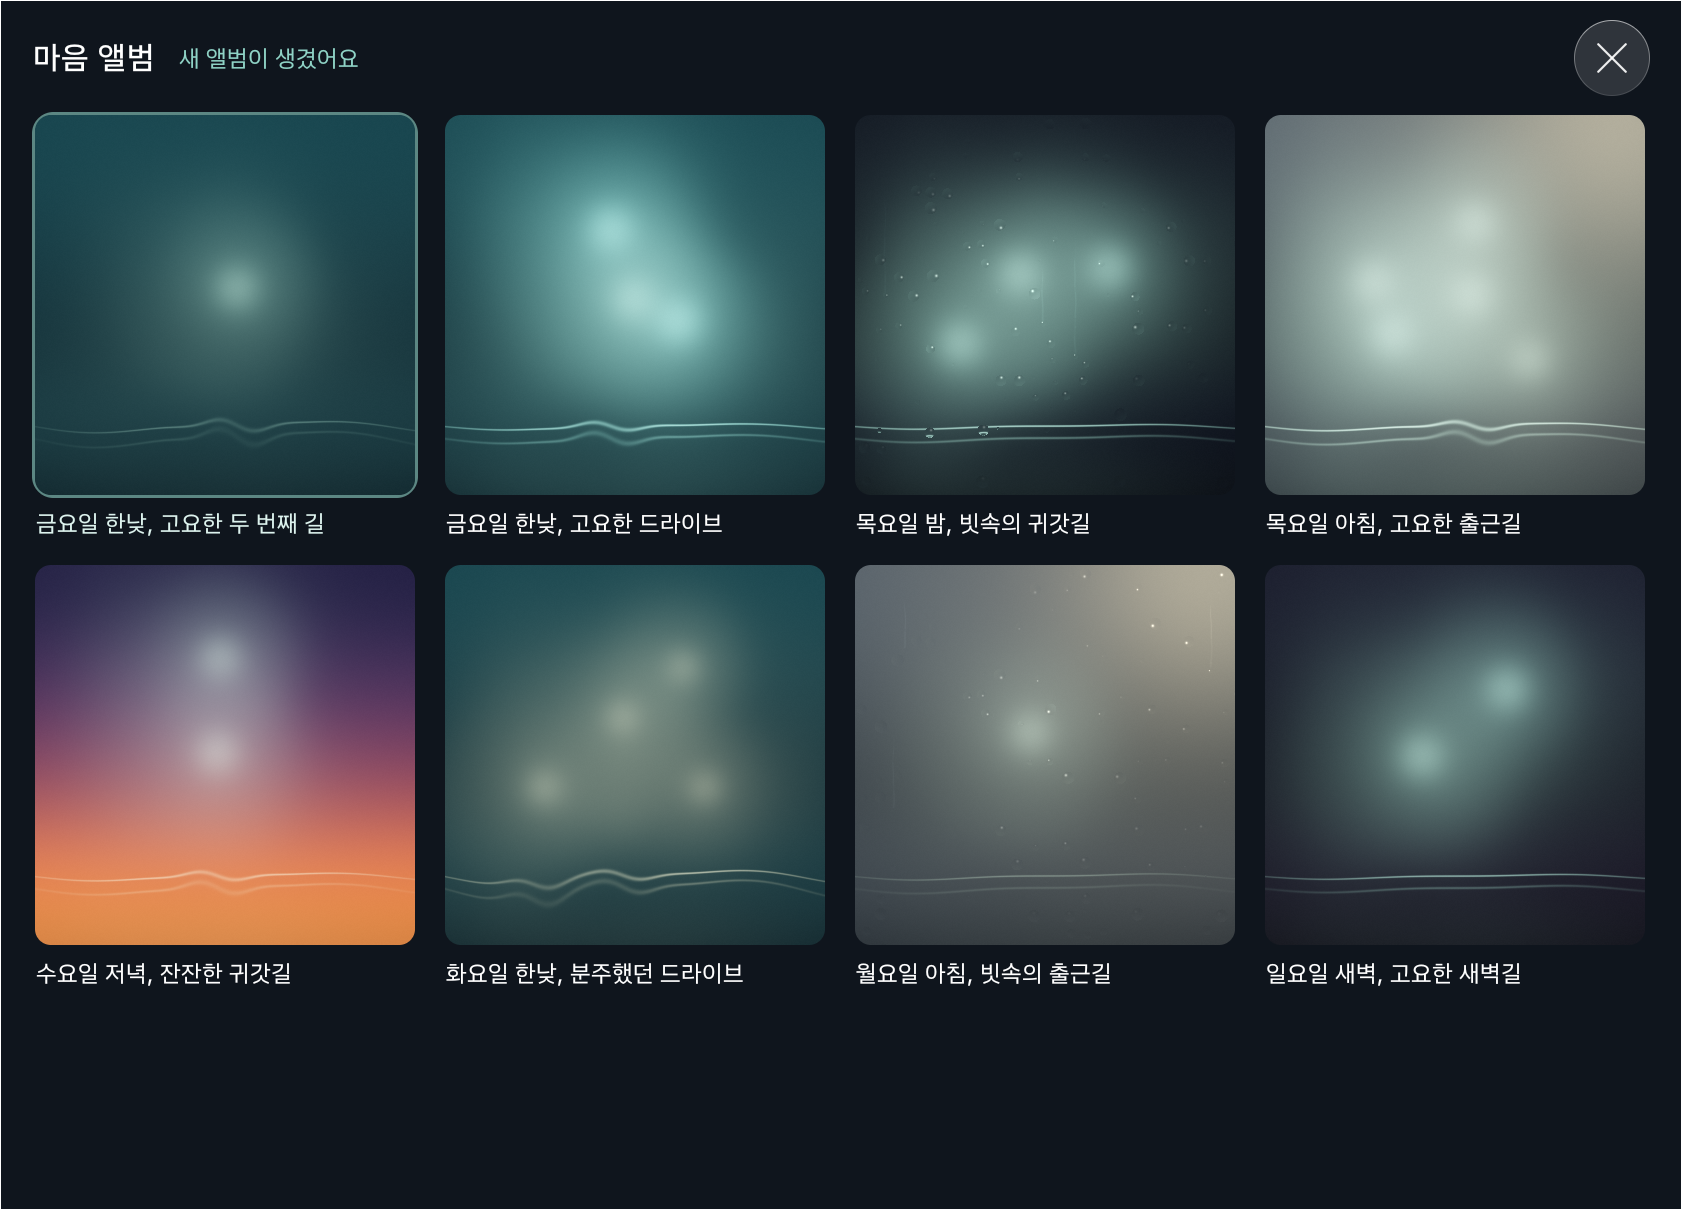 마음 앨범 새 앨범이 생겼어요
금요일 한낮, 고요한 두 번째 길
금요일 한낮, 고요한 드라이브
목요일 밤, 빗속의 귀갓길
목요일 아침, 고요한 출근길
수요일 저녁, 잔잔한 귀갓길
화요일 한낮, 분주했던 드라이브
월요일 아침, 빗속의 출근길
일요일 새벽, 고요한 새벽길